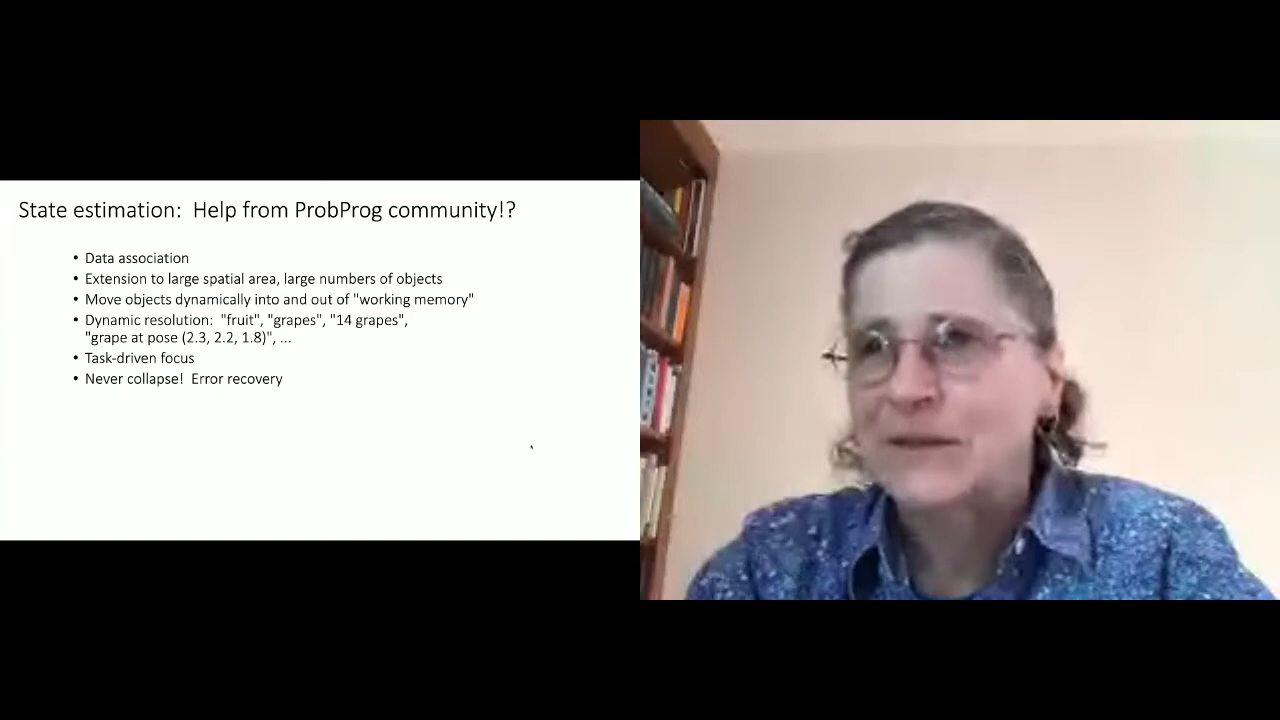 State estimation:  Help from ProbProg community!?
• Data association
• Extension to large spatial area, large numbers of objects
• Move objects dynamically into and out of "working memory"
• Dynamic resolution:  "fruit", "grapes", "14 grapes",
"grape at pose (2.3, 2.2, 1.8)", ...
• Task-driven focus
• Never collapse!  Error recovery